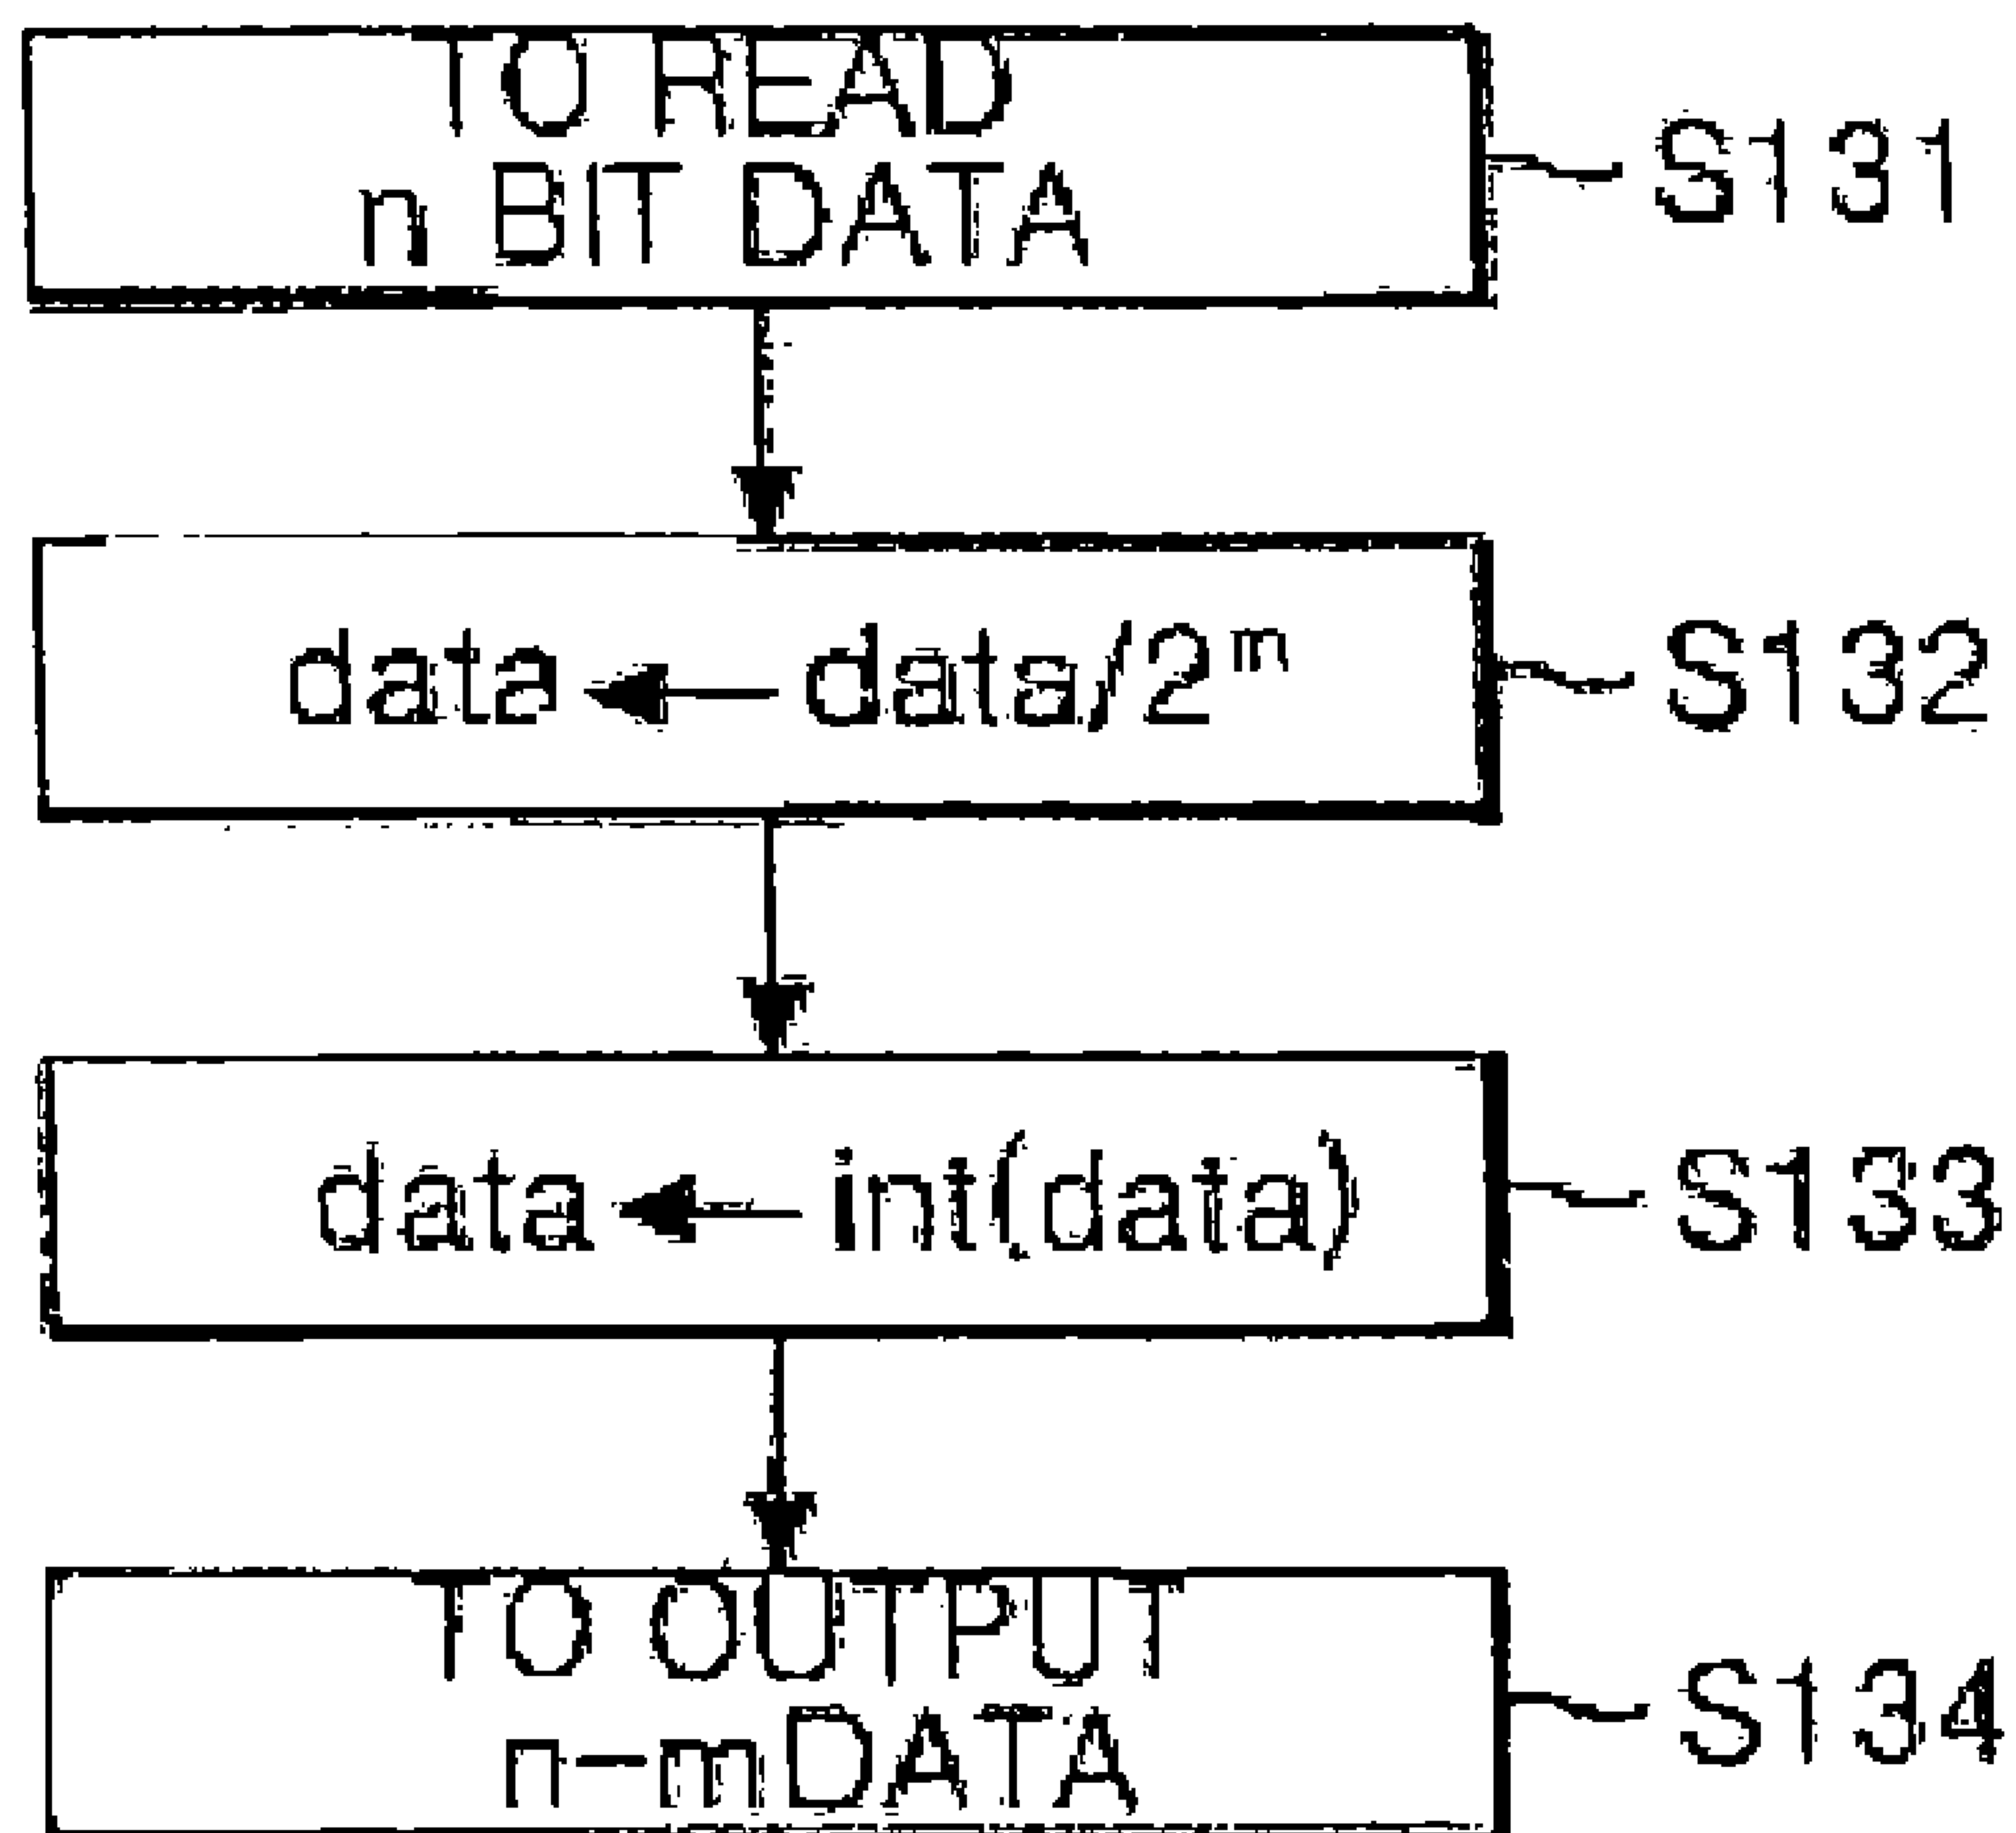 TO READ
n BIT DATA
S131
data ← data/2ᵐ
S132
data ← int(data)
S133
TO OUTPUT
n-mDATA
S134